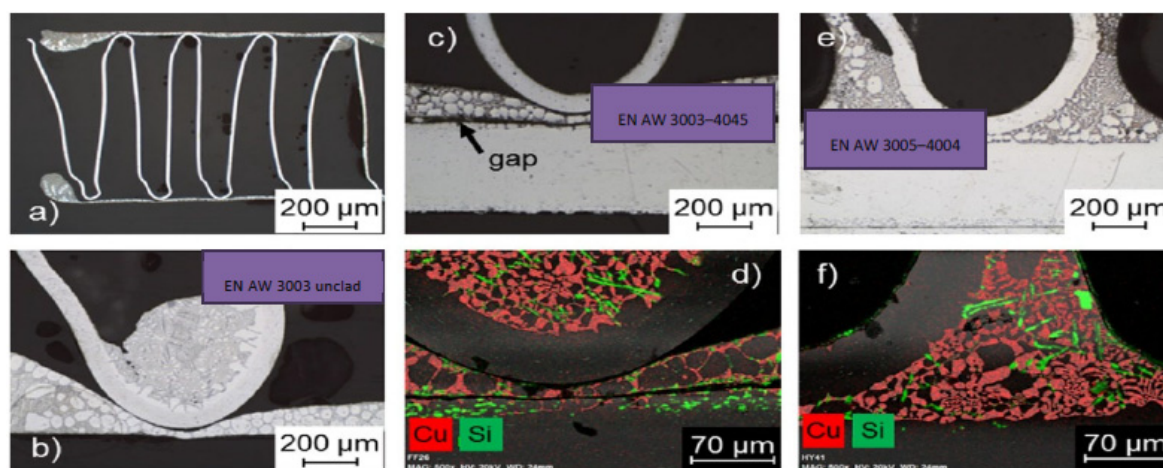 a)
200 µm
c)
EN AW 3003–4045
gap
200 µm
e)
EN AW 3005–4004
200 µm
b)
EN AW 3003 unclad
200 µm
d)
Cu Si
70 µm
f)
Cu Si
70 µm